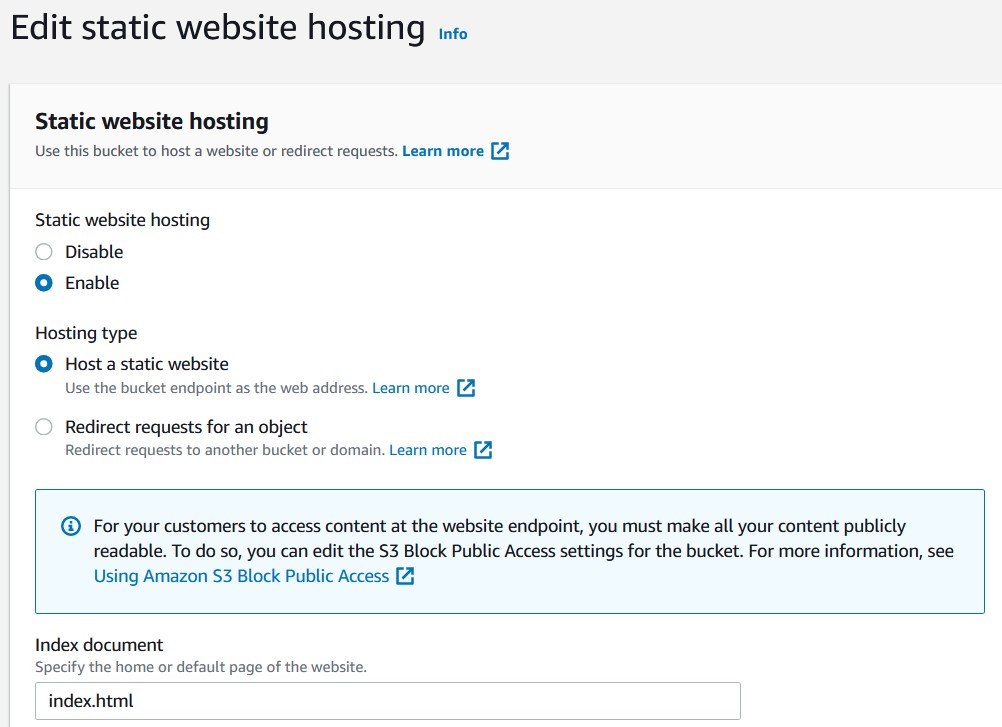 Edit static website hosting Info
Static website hosting
Use this bucket to host a website or redirect requests. Learn more
Static website hosting
Disable
Enable
Hosting type
Host a static website
Use the bucket endpoint as the web address. Learn more
Redirect requests for an object
Redirect requests to another bucket or domain. Learn more
For your customers to access content at the website endpoint, you must make all your content publicly
readable. To do so, you can edit the S3 Block Public Access settings for the bucket. For more information, see
Using Amazon S3 Block Public Access
Index document
Specify the home or default page of the website.
index.html